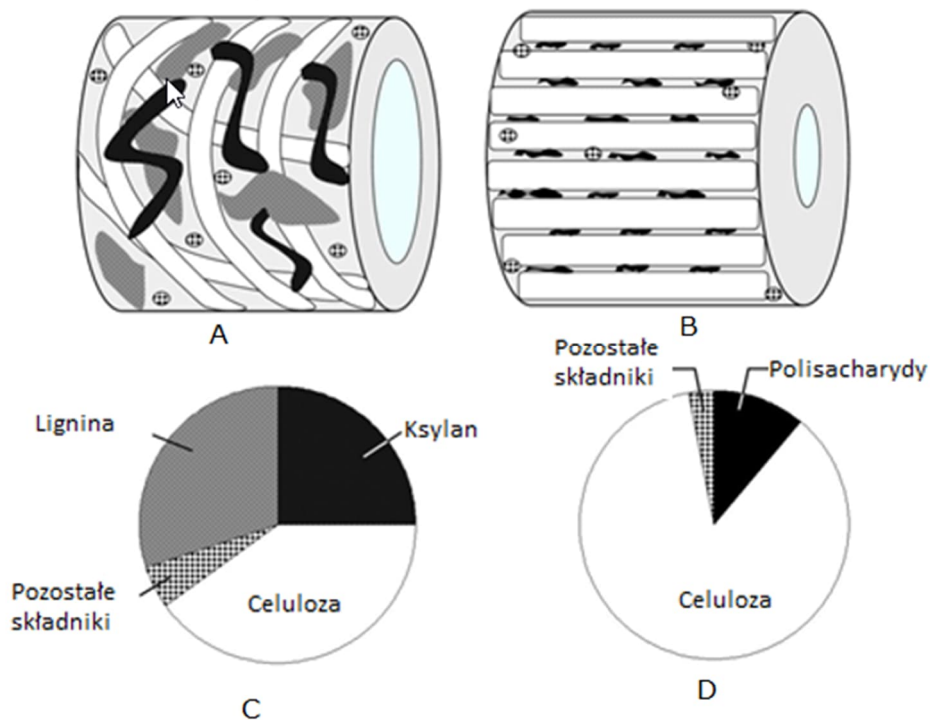 A
B
Lignina
Ksylan
Pozostałe
składniki
Celuloza
C
Pozostałe
składniki
Polisacharydy
Celuloza
D